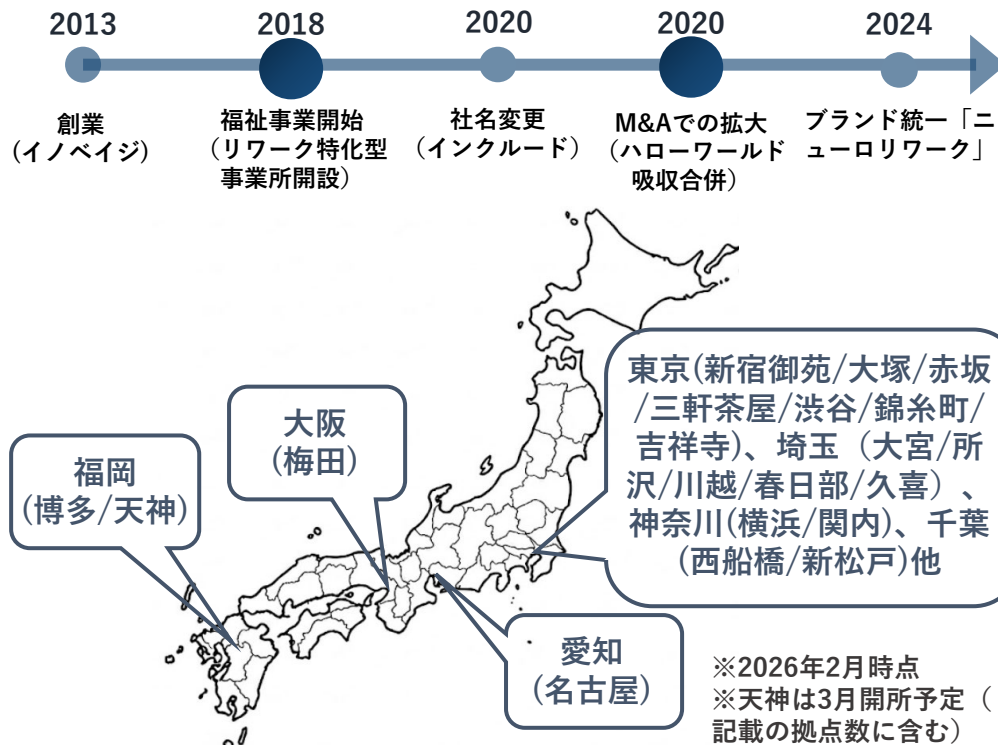 2013
2018
2020
2020
2024
創業
（イノベイジ）
福祉事業開始
（リワーク特化型
事業所開設）
社名変更
（インクルード）
M&Aでの拡大
（ハローワールド
吸収合併）
ブランド統一「ニ
ューロリワーク」
東京(新宿御苑/大塚/赤坂
/三軒茶屋/渋谷/錦糸町/
吉祥寺)、埼玉（大宮/所
沢/川越/春日部/久喜）、
神奈川(横浜/関内)、千葉
(西船橋/新松戸)他
大阪
(梅田)
福岡
(博多/天神)
愛知
(名古屋)
※2026年2月時点
※天神は3月開所予定（
記載の拠点数に含む）